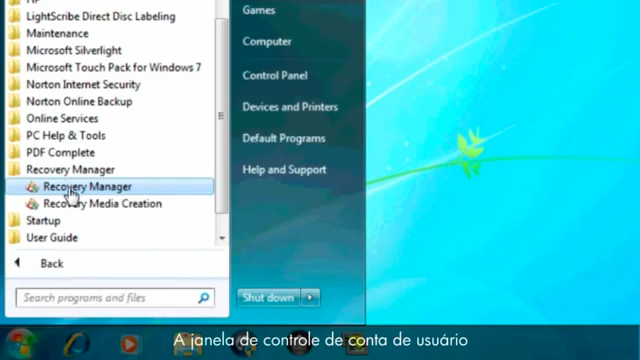 LightScribe Direct Disc Labeling
Maintenance
Microsoft Silverlight
Microsoft Touch Pack for Windows 7
Norton Internet Security
Norton Online Backup
Online Services
PC Help & Tools
PDF Complete
Recovery Manager
Recovery Manager
Recovery Media Creation
Startup
User Guide
Back
Search programs and files
Games
Computer
Control Panel
Devices and Printers
Default Programs
Help and Support
Shut down
A janela de controle de conta de usuário